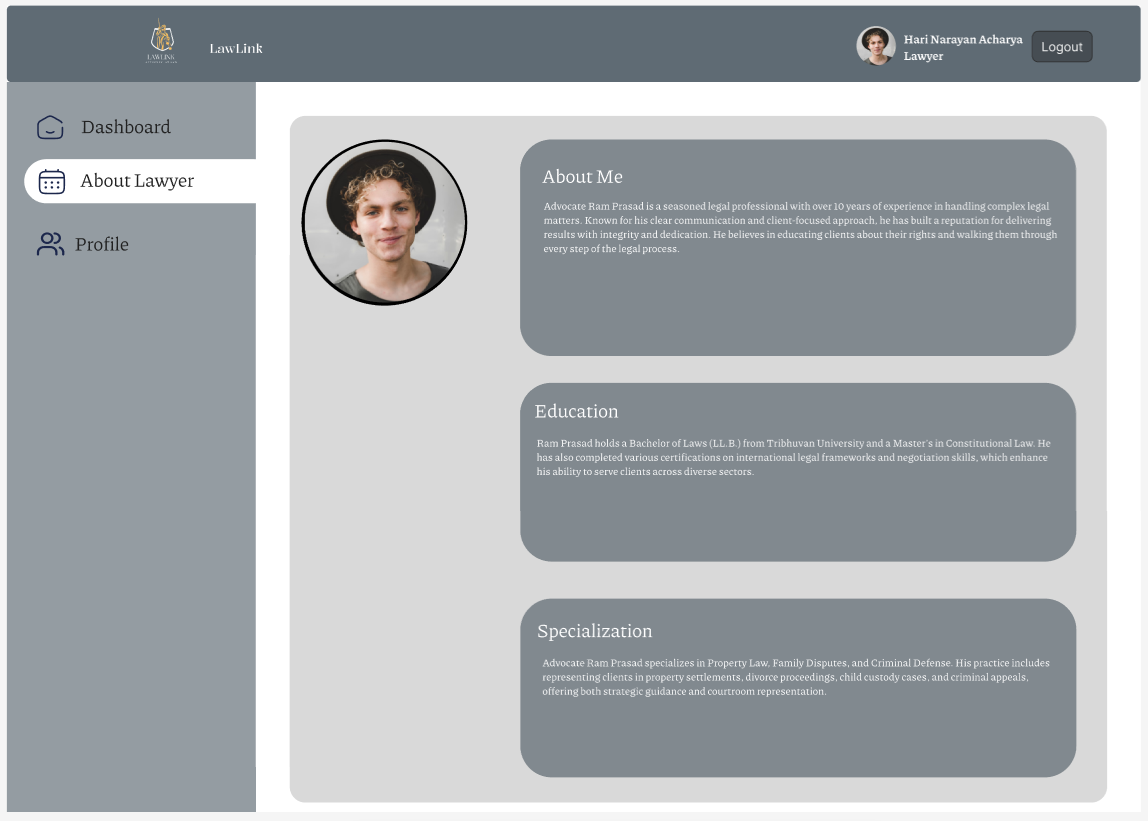 LAWLINK
LawLink
Hari Narayan Acharya
Lawyer
Logout
Dashboard
About Lawyer
Profile
About Me
Advocate Ram Prasad is a seasoned legal professional with over 10 years of experience in handling complex legal
matters. Known for his clear communication and client-focused approach, he has built a reputation for delivering
results with integrity and dedication. He believes in educating clients about their rights and walking them through
every step of the legal process.
Education
Ram Prasad holds a Bachelor of Laws (LL.B.) from Tribhuvan University and a Master's in Constitutional Law. He
has also completed various certifications on international legal frameworks and negotiation skills, which enhance
his ability to serve clients across diverse sectors.
Specialization
Advocate Ram Prasad specializes in Property Law, Family Disputes, and Criminal Defense. His practice includes
representing clients in property settlements, divorce proceedings, child custody cases, and criminal appeals,
offering both strategic guidance and courtroom representation.